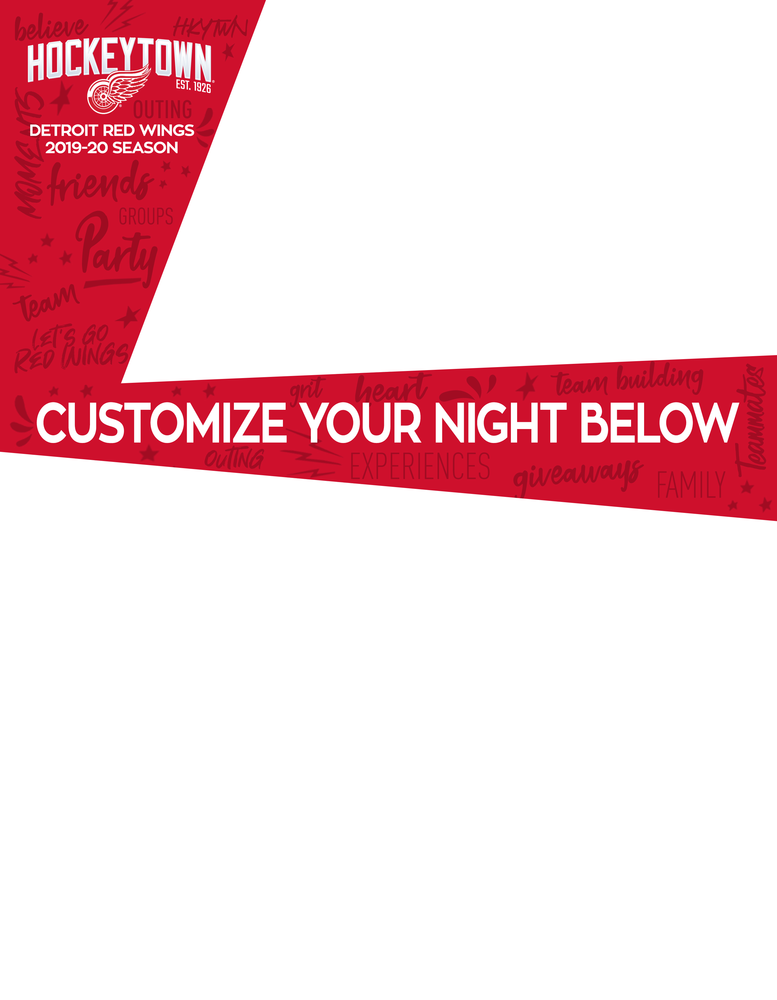 believe
#HKYTWN
HOCKEYTOWN®
EST. 1926
OUTING
DETROIT RED WINGS
2019-20 SEASON
friends
GROUPS
Party
team
LET'S GO
RED WINGS
grit
heart
team building
teammates
CUSTOMIZE YOUR NIGHT BELOW
OUTING
EXPERIENCES
giveaways
FAMILY